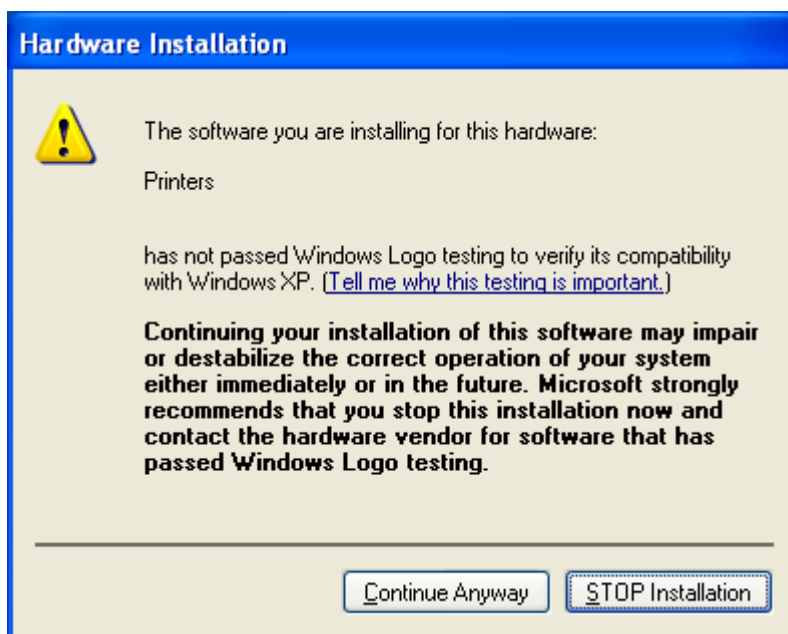 Hardware Installation
The software you are installing for this hardware:
Printers
has not passed Windows Logo testing to verify its compatibility
with Windows XP. (Tell me why this testing is important.)
Continuing your installation of this software may impair
or destabilize the correct operation of your system
either immediately or in the future. Microsoft strongly
recommends that you stop this installation now and
contact the hardware vendor for software that has
passed Windows Logo testing.
Continue Anyway
STOP Installation